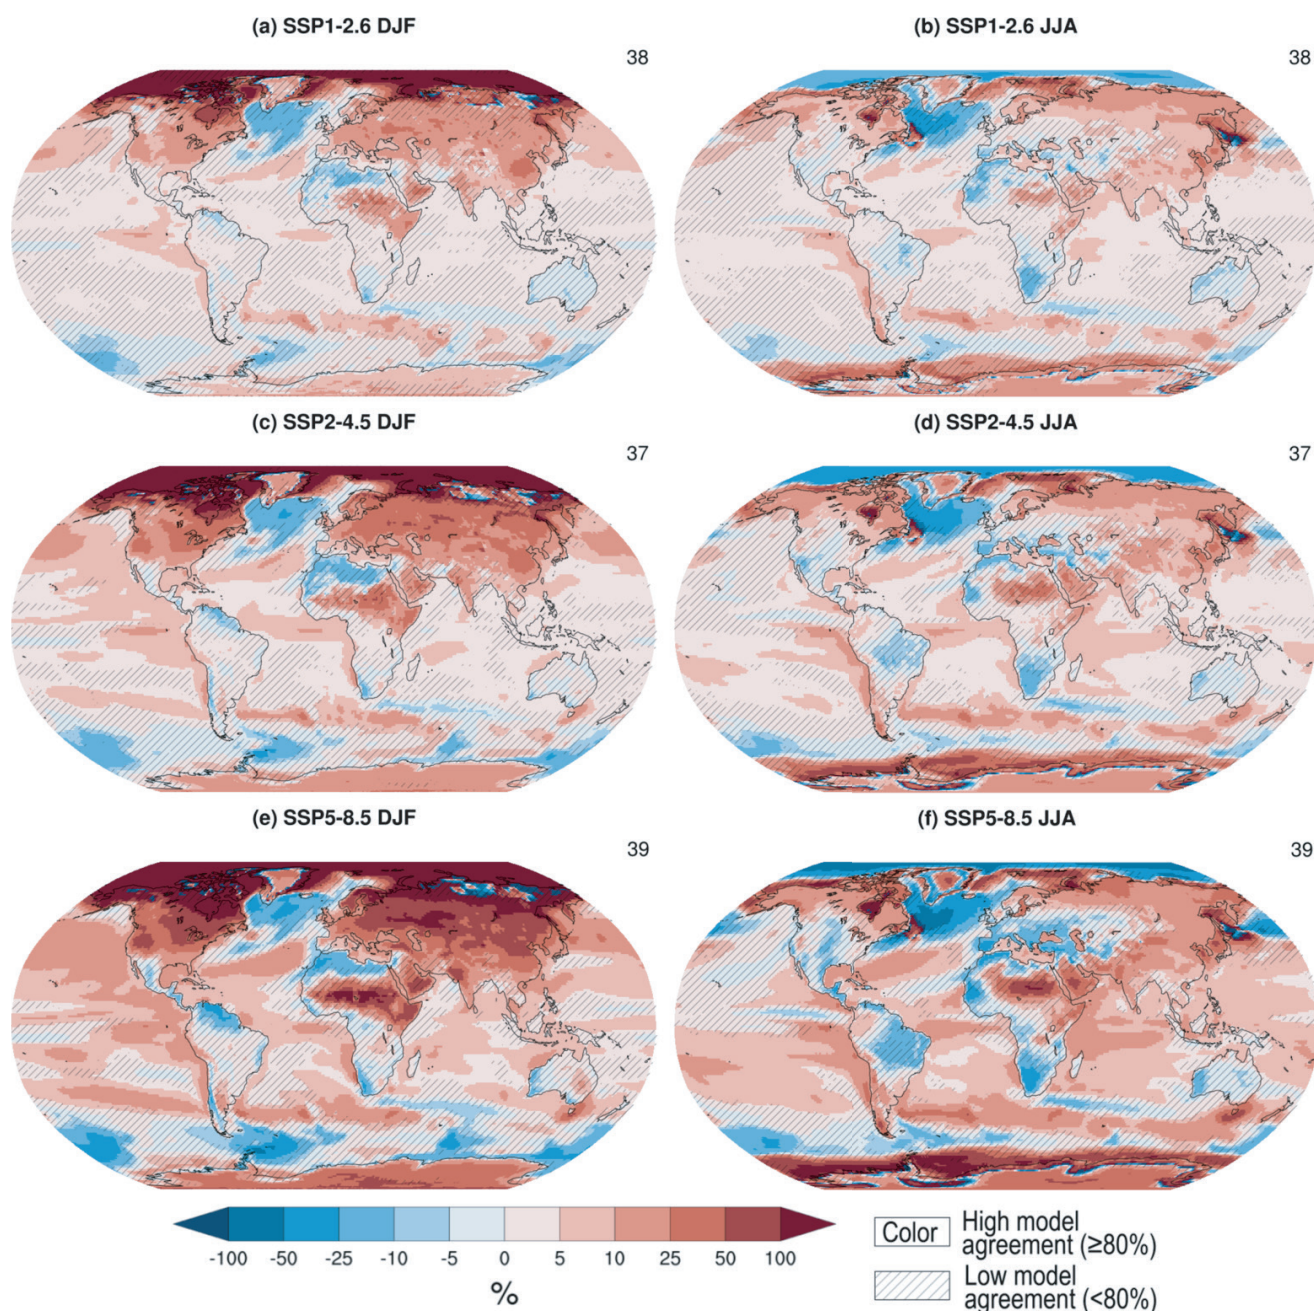 (a) SSP1-2.6 DJF
(b) SSP1-2.6 JJA
38
38
(c) SSP2-4.5 DJF
(d) SSP2-4.5 JJA
37
37
(e) SSP5-8.5 DJF
(f) SSP5-8.5 JJA
39
39
-100 -50 -25 -10 -5 0 5 10 25 50 100
%
Color
High model
agreement (≥80%)
Low model
agreement (<80%)